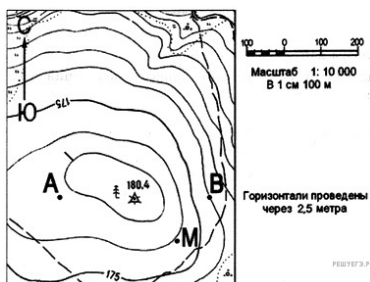 С
Ю
175
180.4
А
В
М
175
100 0 100 200
Масштаб 1: 10 000
В 1 см 100 м
Горизонтали проведены
через 2,5 метра
РЕШУЕГЭ.РФ